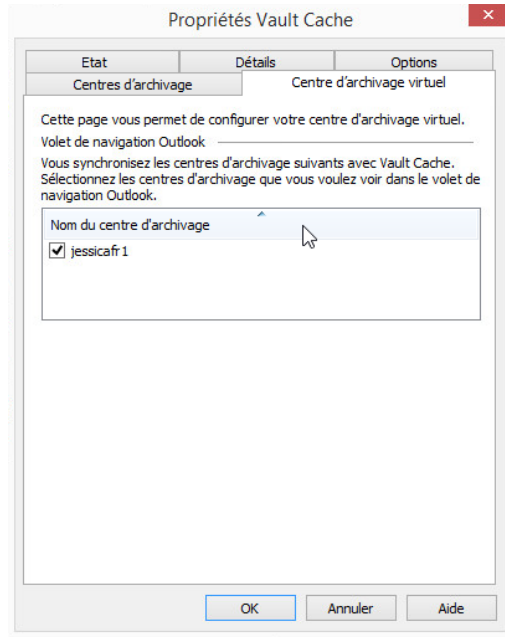 Propriétés Vault Cache
Etat
Détails
Options
Centres d'archivage
Centre d'archivage virtuel
Cette page vous permet de configurer votre centre d'archivage virtuel.
Volet de navigation Outlook
Vous synchronisez les centres d'archivage suivants avec Vault Cache.
Sélectionnez les centres d'archivage que vous voulez voir dans le volet de
navigation Outlook.
Nom du centre d'archivage
jessicafr1
OK
Annuler
Aide